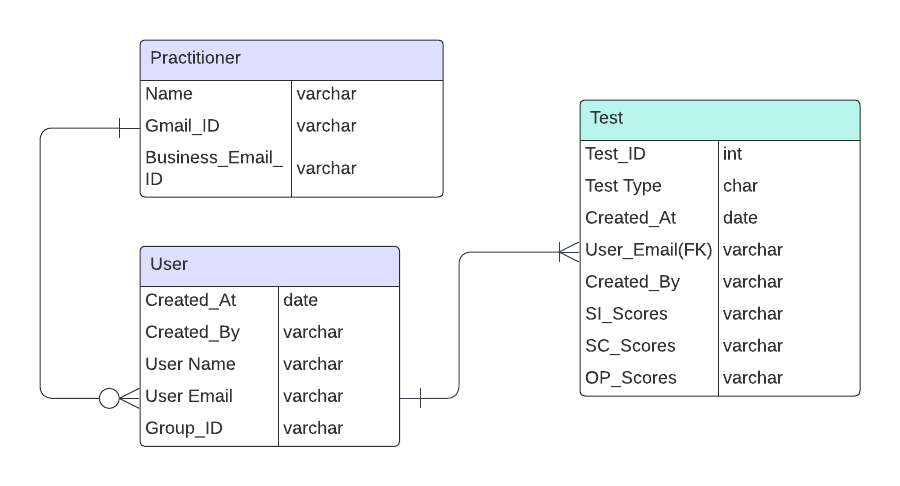 Practitioner
Name varchar
Gmail_ID varchar
Business_Email_
ID varchar
Test
Test_ID int
Test Type char
Created_At date
User_Email(FK) varchar
Created_By varchar
SI_Scores varchar
SC_Scores varchar
OP_Scores varchar
User
Created_At date
Created_By varchar
User Name varchar
User Email varchar
Group_ID varchar